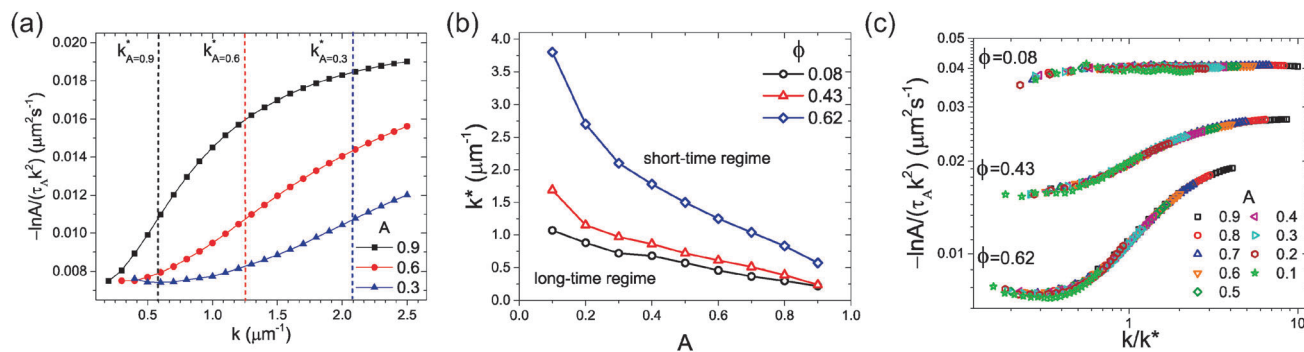 (a)
k*A=0.9
k*A=0.6
k*A=0.3
−lnA/(τAk²) (μm²s⁻¹)
0.020
0.018
0.016
0.014
0.012
0.010
0.008
0.5
1.0
1.5
2.0
2.5
k (μm⁻¹)
A
0.9
0.6
0.3
(b)
k* (μm⁻¹)
4.0
3.5
3.0
2.5
2.0
1.5
1.0
0.5
0.0
0.0
0.2
0.4
0.6
0.8
1.0
A
ϕ
0.08
0.43
0.62
short-time regime
long-time regime
(c)
−lnA/(τAk²) (μm²s⁻¹)
0.05
0.04
0.03
0.02
0.01
ϕ=0.08
ϕ=0.43
ϕ=0.62
A
0.9 0.4
0.8 0.3
0.7 0.2
0.6 0.1
0.5
1
10
k/k*